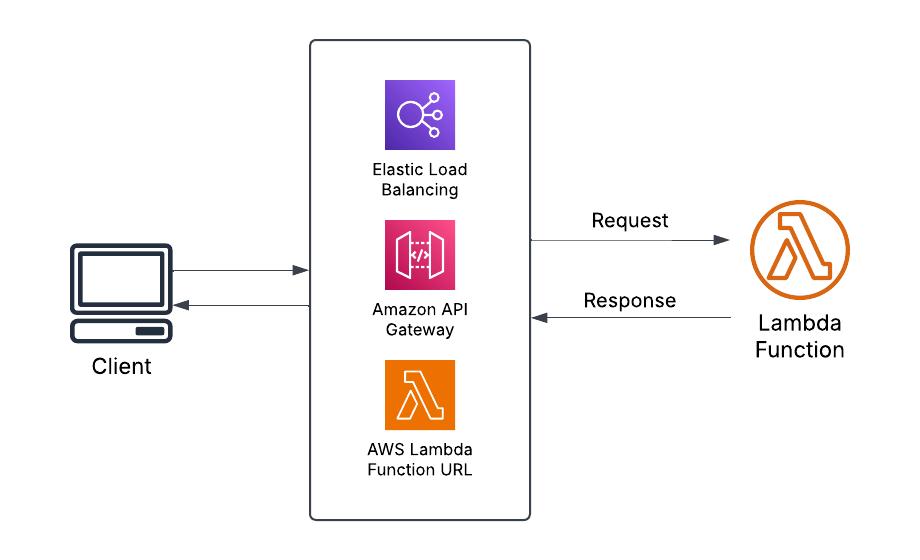 Elastic Load
Balancing
Amazon API
Gateway
AWS Lambda
Function URL
Client
Request
Response
Lambda
Function